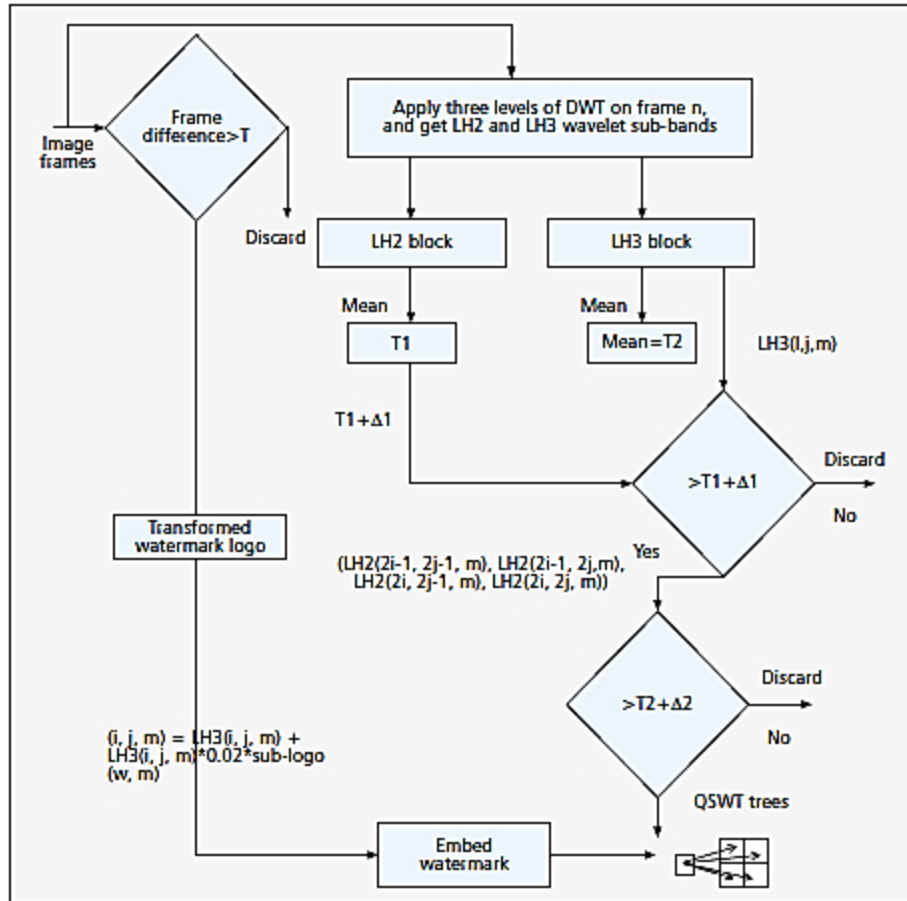 Frame
difference>T
Image
frames
Discard
Apply three levels of DWT on frame n,
and get LH2 and LH3 wavelet sub-bands
LH2 block
LH3 block
Mean
Mean
T1
Mean=T2
LH3(I,j,m)
T1+Δ1
>T1+Δ1
Discard
No
Transformed
watermark logo
Yes
(LH2(2i-1, 2j-1, m), LH2(2i-1, 2j,m),
LH2(2i, 2j-1, m), LH2(2i, 2j, m))
>T2+Δ2
Discard
No
(i, j, m) = LH3(i, j, m) +
LH3(i, j, m)*0.02*sub-logo
(w, m)
QSWT trees
Embed
watermark